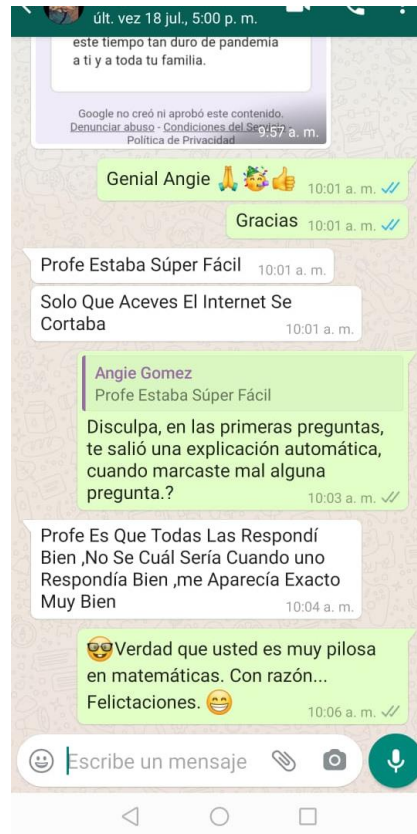 últ. vez 18 jul., 5:00 p. m.
este tiempo tan duro de pandemia
a ti y a toda tu familia.
Google no creó ni aprobó este contenido.
Denunciar abuso - Condiciones del Servicio -
9:57 a. m.
Política de Privacidad
Genial Angie 🙏🥳👍 10:01 a. m.
Gracias 10:01 a. m.
Profe Estaba Súper Fácil 10:01 a. m.
Solo Que Aceves El Internet Se
Cortaba 10:01 a. m.
Angie Gomez
Profe Estaba Súper Fácil
Disculpa, en las primeras preguntas,
te salió una explicación automática,
cuando marcaste mal alguna
pregunta.? 10:03 a. m.
Profe Es Que Todas Las Respondí
Bien ,No Se Cuál Sería Cuando uno
Respondía Bien ,me Aparecía Exacto
Muy Bien 10:04 a. m.
🤓Verdad que usted es muy pilosa
en matemáticas. Con razón...
Felictaciones. 😁 10:06 a. m.
Escribe un mensaje